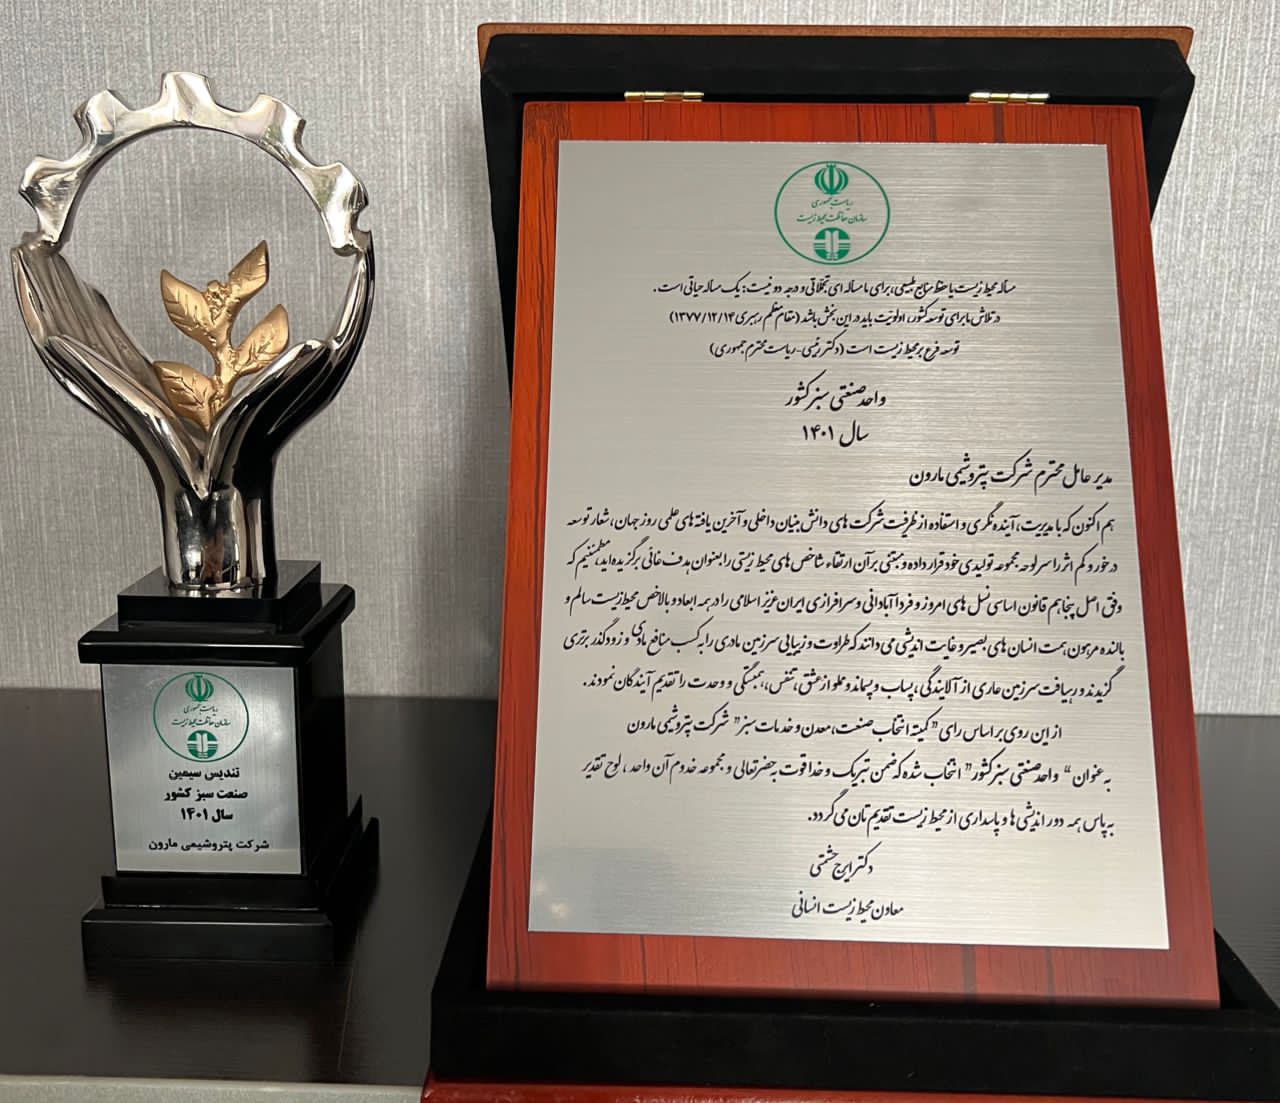 ریاست جمهوری
سازمان حفاظت محیط زیست
تندیس سیمین
صنعت سبز کشور
سال ۱۴۰۱
شرکت پتروشیمی مارون
ریاست جمهوری
سازمان حفاظت محیط زیست
مساله محیط زیست یا حفظ منابع طبیعی، برای ما مساله ای تجملاتی و درجه دو نیست: یک مساله حیاتی است.
در تلاش ما برای توسعه کشور، اولویت باید در این بخش باشد (مقام معظم رهبری ۱۳۷۷/۱۲/۱۴)
توسعه فرع بر محیط زیست است (دکتر رئیسی-ریاست محترم جمهوری)
واحد صنعتی سبز کشور
سال ۱۴۰۱
مدیر عامل محترم شرکت پتروشیمی مارون
هم اکنون که با مدیریت، آینده نگری و استفاده از ظرفیت شرکت های دانش بنیان داخلی و آخرین یافته های علمی روز جهان، شعار توسعه
درخور و کم اثر را سرلوحه مجموعه تولیدی خود قرار داده و مبتنی بر آن ارتقاء شاخص های محیط زیستی را بعنوان هدف غائی برگزیده اید، مطمئنیم که
وفق اصل پنجاهم قانون اساسی نسل های امروز و فردا آبادانی و سرافرازی ایران عزیز اسلامی را در همه ابعاد و بالاخص محیط زیست سالم و
بالنده مرهون همت انسان های بصیر و غایت اندیشی می دانند که طراوت و زیبایی سرزمین مادری را به کسب منافع مادی و زودگذر برتری
گزیدند و رهیافت سرزمین عاری از آلایندگی، پساب و پسماند و مملو از عشق، تنفس، همبستگی و وحدت را تقدیم آیندگان نمودند.
از این روی بر اساس رای "کمیته انتخاب صنعت، معدن و خدمات سبز" شرکت پتروشیمی مارون
به عنوان "واحد صنعتی سبز کشور" انتخاب شده که ضمن تبریک و خداقوت به حضرتعالی و مجموعه خدوم آن واحد، لوح تقدیر
به پاس همه دور اندیشی ها و پاسداری از محیط زیست تقدیم تان می گردد.
دکتر ایرج حشمتی
معاون محیط زیست انسانی